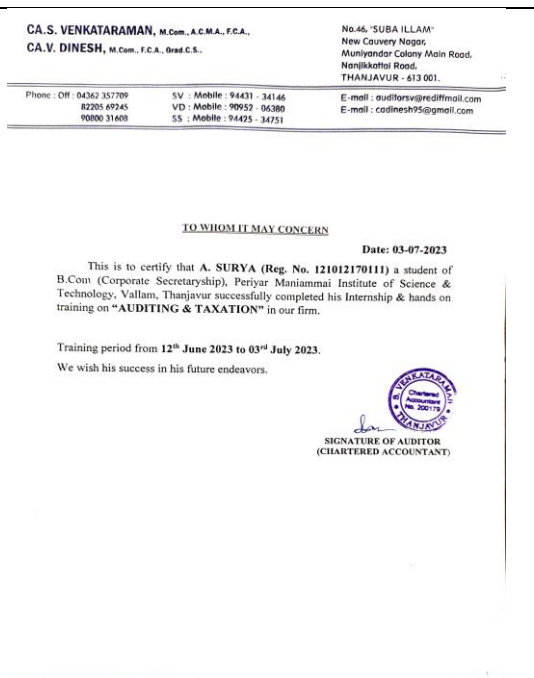 CA.S. VENKATARAMAN, M.Com., A.C.M.A., F.C.A.,
CA.V. DINESH, M.Com., F.C.A., Grad.C.S..
No.46, "SUBA ILLAM"
New Cauvery Nagar,
Muniyandar Colony Main Road,
Nanjikkottai Road,
THANJAVUR - 613 001.
Phone : Off : 04362 357709
82205 69245
90800 31608
SV : Mobile : 94431 - 34146
VD : Mobile : 90952 - 06380
SS : Mobile : 94425 - 34751
E-mail : auditorsv@rediffmail.com
E-mail : cadinesh95@gmail.com
TO WHOM IT MAY CONCERN
Date: 03-07-2023
This is to certify that A. SURYA (Reg. No. 121012170111) a student of
B.Com (Corporate Secretaryship), Periyar Maniammai Institute of Science &
Technology, Vallam, Thanjavur successfully completed his Internship & hands on
training on “AUDITING & TAXATION” in our firm.
Training period from 12th June 2023 to 03rd July 2023.
We wish his success in his future endeavors.
S. VENKATARAMAN
Chartered
Accountant
No. 200179
THANJAVUR
SIGNATURE OF AUDITOR
(CHARTERED ACCOUNTANT)